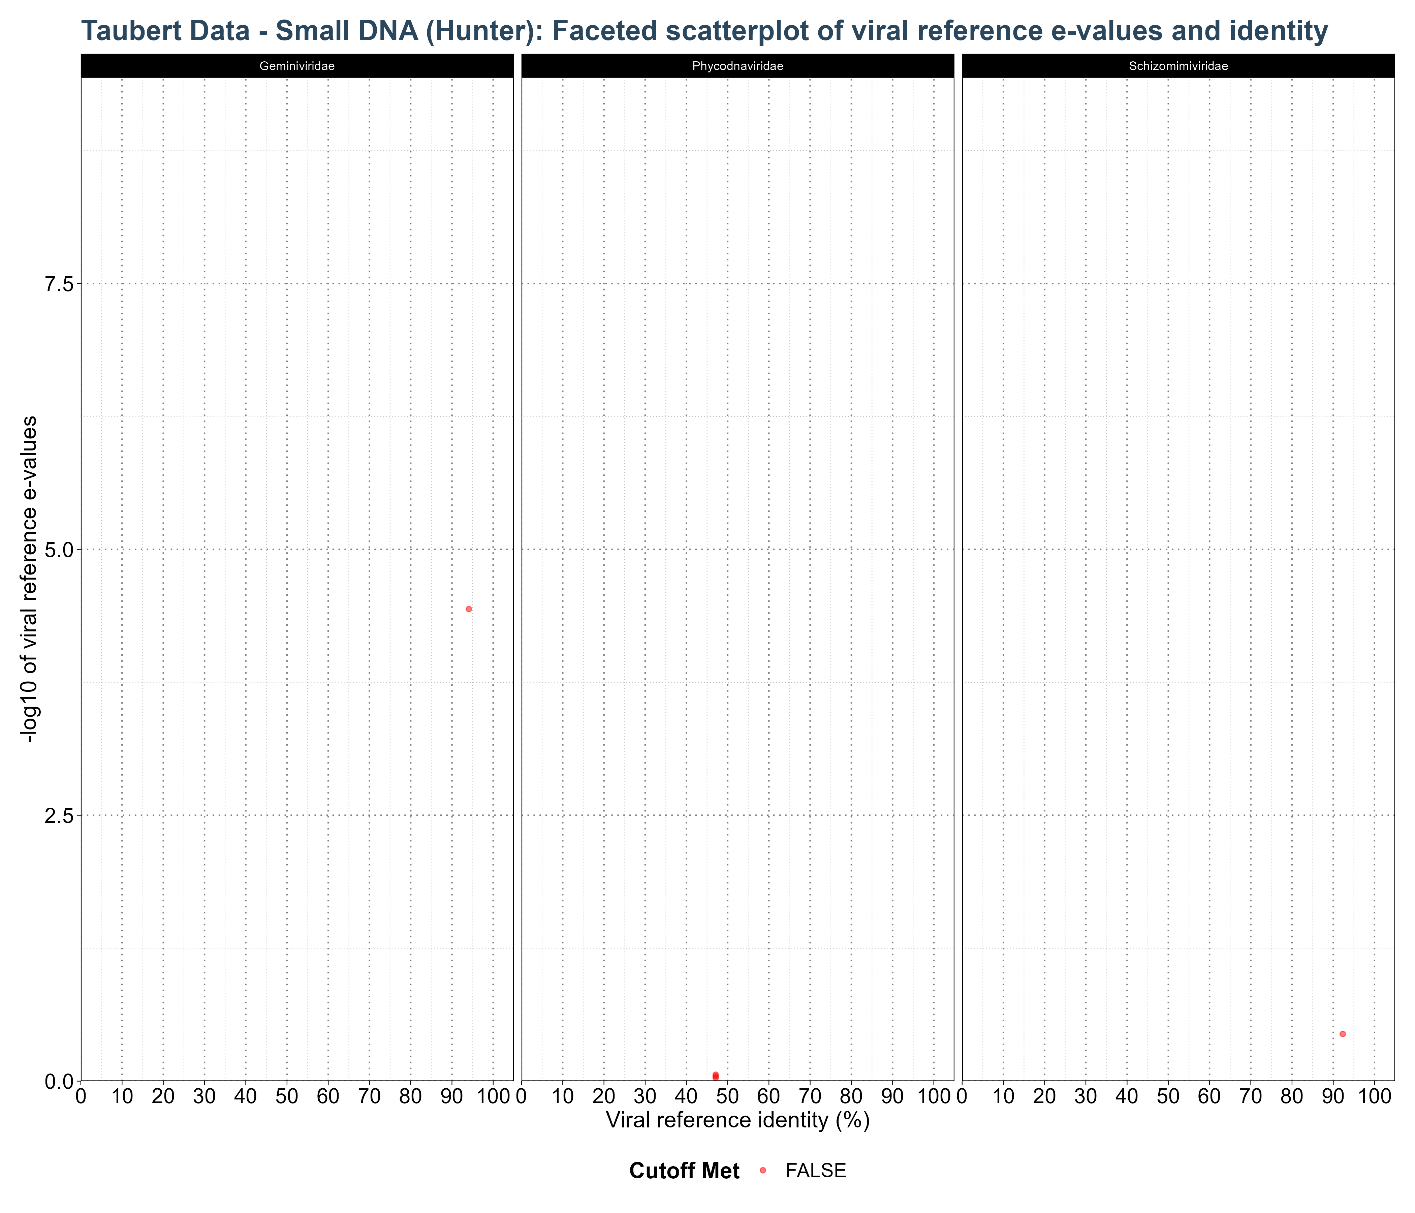 Taubert Data - Small DNA (Hunter): Faceted scatterplot of viral reference e-values and identity
Geminiviridae Phycodnaviridae Schizomimiviridae
-log10 of viral reference e-values
7.5
5.0
2.5
0.0
0 10 20 30 40 50 60 70 80 90 100 0 10 20 30 40 50 60 70 80 90 100 0 10 20 30 40 50 60 70 80 90 100
Viral reference identity (%)
Cutoff Met FALSE